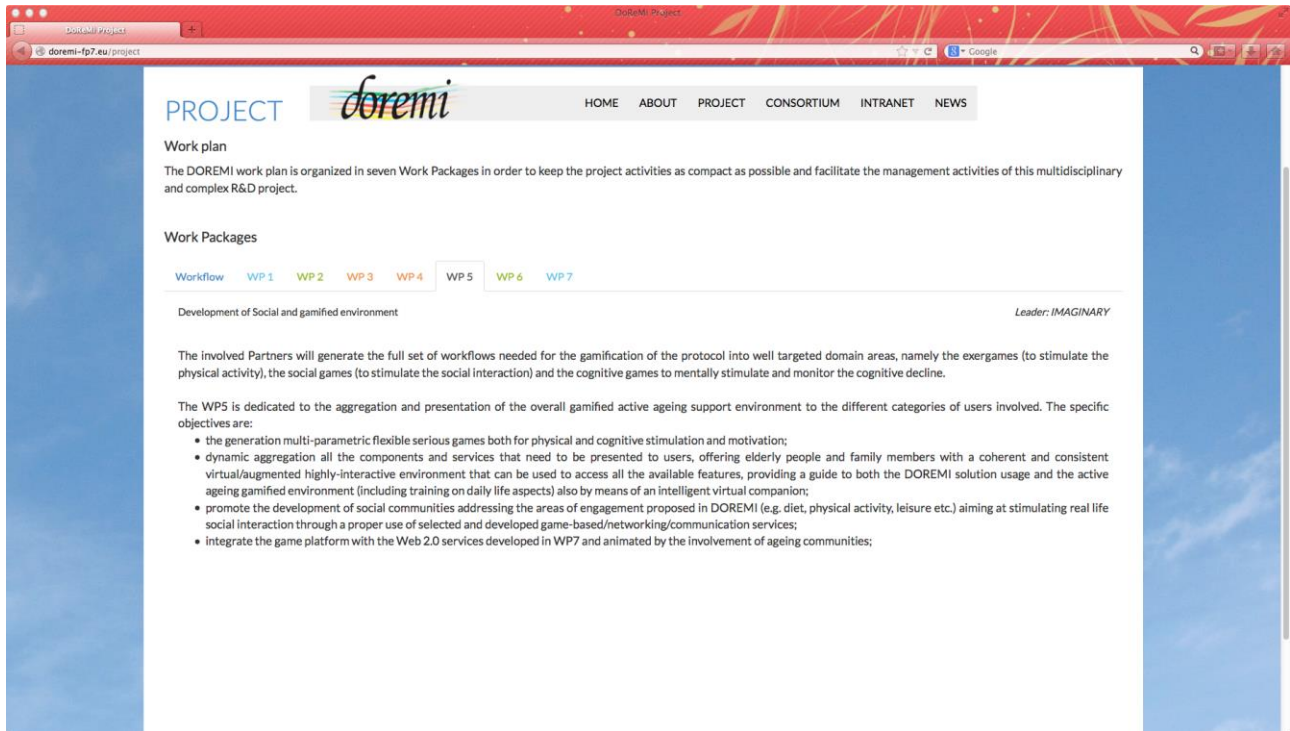 DoReMi Project
DoReMi Project
doremi-fp7.eu/project
Google
PROJECT
doremi
HOME ABOUT PROJECT CONSORTIUM INTRANET NEWS
Work plan
The DOREMI work plan is organized in seven Work Packages in order to keep the project activities as compact as possible and facilitate the management activities of this multidisciplinary
and complex R&D project.
Work Packages
Workflow WP 1 WP 2 WP 3 WP 4 WP 5 WP 6 WP 7
Development of Social and gamified environment
Leader: IMAGINARY
The involved Partners will generate the full set of workflows needed for the gamification of the protocol into well targeted domain areas, namely the exergames (to stimulate the
physical activity), the social games (to stimulate the social interaction) and the cognitive games to mentally stimulate and monitor the cognitive decline.
The WP5 is dedicated to the aggregation and presentation of the overall gamified active ageing support environment to the different categories of users involved. The specific
objectives are:
• the generation multi-parametric flexible serious games both for physical and cognitive stimulation and motivation;
• dynamic aggregation all the components and services that need to be presented to users, offering elderly people and family members with a coherent and consistent
virtual/augmented highly-interactive environment that can be used to access all the available features, providing a guide to both the DOREMI solution usage and the active
ageing gamified environment (including training on daily life aspects) also by means of an intelligent virtual companion;
• promote the development of social communities addressing the areas of engagement proposed in DOREMI (e.g. diet, physical activity, leisure etc.) aiming at stimulating real life
social interaction through a proper use of selected and developed game-based/networking/communication services;
• integrate the game platform with the Web 2.0 services developed in WP7 and animated by the involvement of ageing communities;